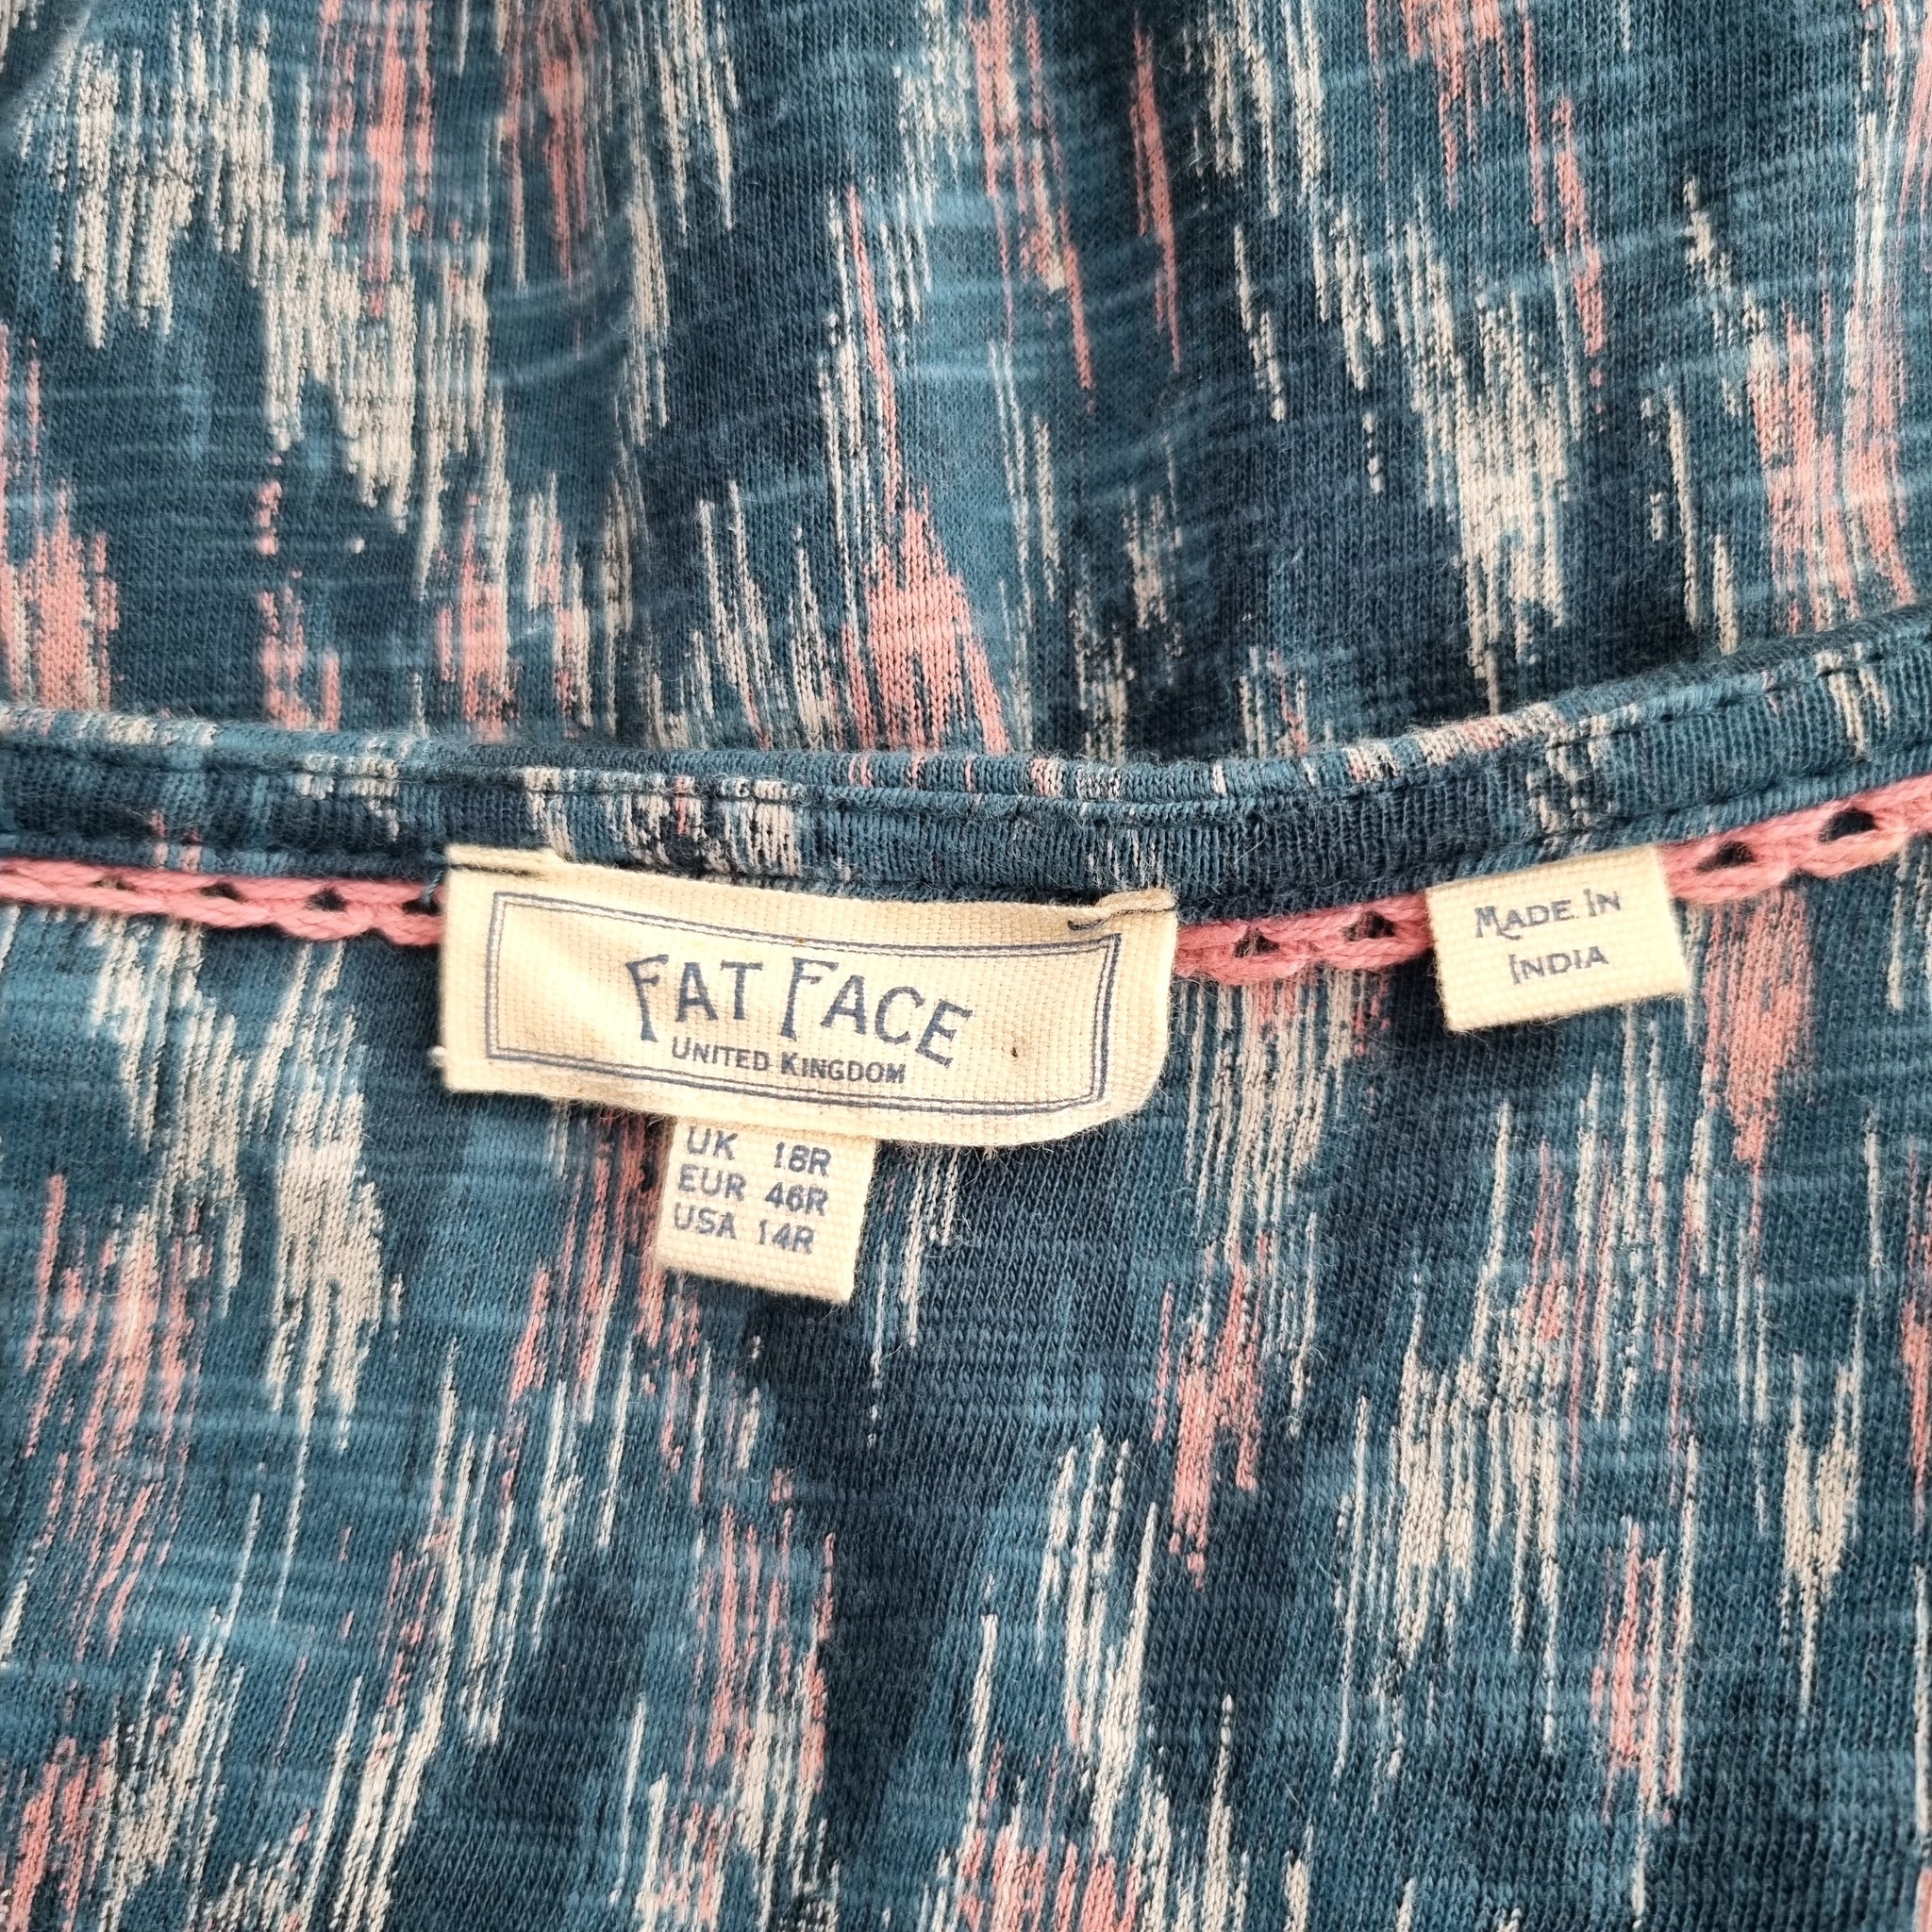 FAT FACE
UNITED KINGDOM
UK 18R
EUR 46R
USA 14R
MADE IN
INDIA